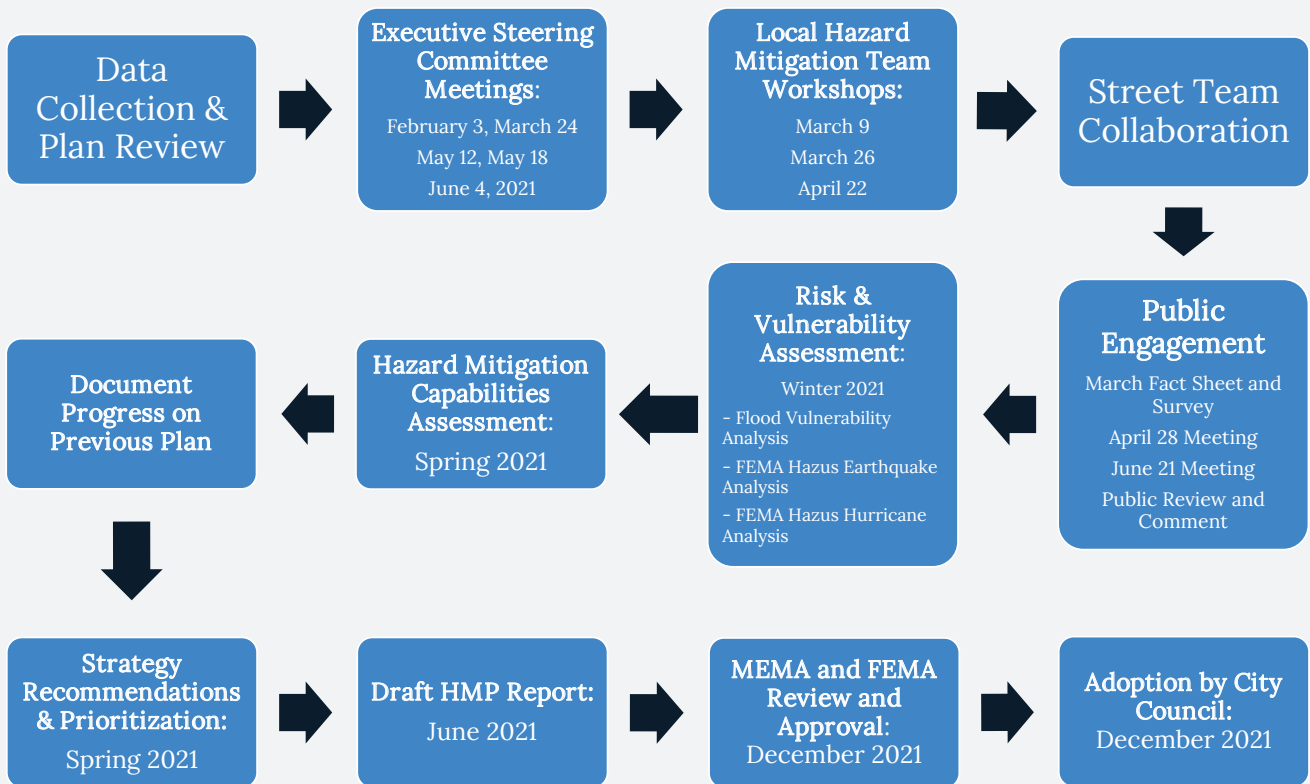 Data
Collection &
Plan Review
Executive Steering
Committee
Meetings:
February 3, March 24
May 12, May 18
June 4, 2021
Local Hazard
Mitigation Team
Workshops:
March 9
March 26
April 22
Street Team
Collaboration
Public
Engagement
March Fact Sheet and
Survey
April 28 Meeting
June 21 Meeting
Public Review and
Comment
Risk &
Vulnerability
Assessment:
Winter 2021
- Flood Vulnerability
Analysis
- FEMA Hazus Earthquake
Analysis
- FEMA Hazus Hurricane
Analysis
Hazard Mitigation
Capabilities
Assessment:
Spring 2021
Document
Progress on
Previous Plan
Strategy
Recommendations
& Prioritization:
Spring 2021
Draft HMP Report:
June 2021
MEMA and FEMA
Review and
Approval:
December 2021
Adoption by City
Council:
December 2021